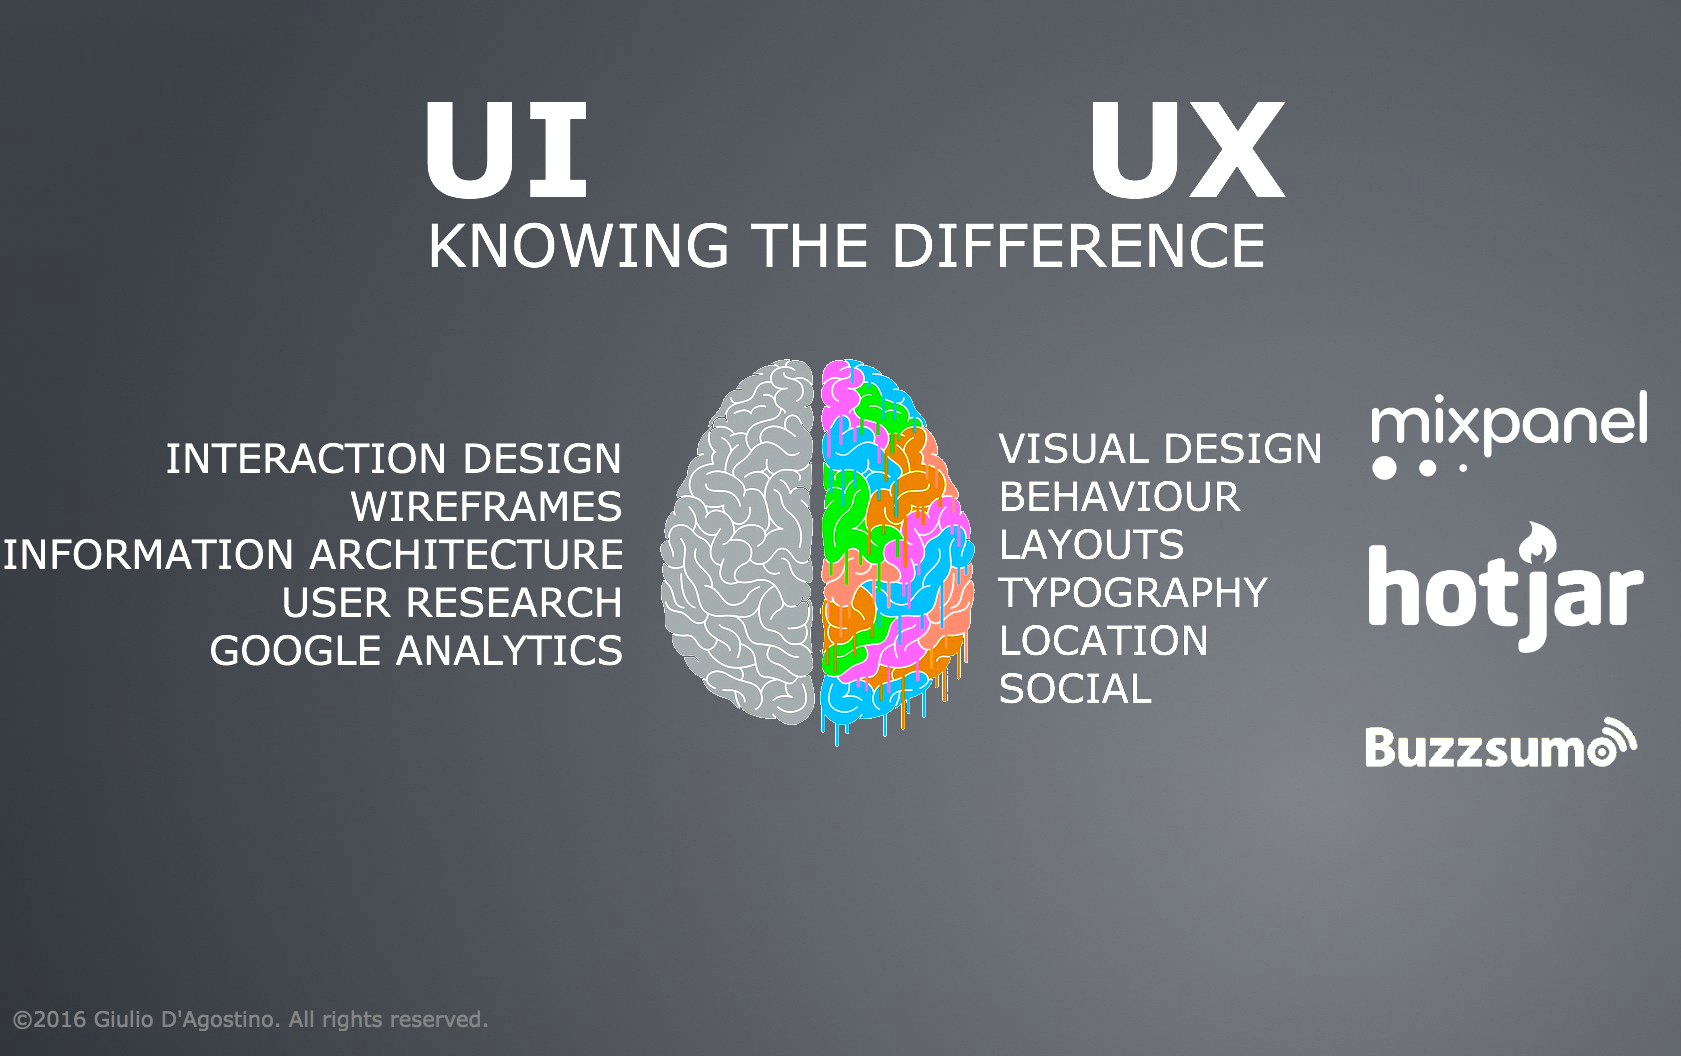 UI UX
KNOWING THE DIFFERENCE
INTERACTION DESIGN
WIREFRAMES
INFORMATION ARCHITECTURE
USER RESEARCH
GOOGLE ANALYTICS
VISUAL DESIGN
BEHAVIOUR
LAYOUTS
TYPOGRAPHY
LOCATION
SOCIAL
mixpanel
hotjar
Buzzsumo
©2016 Giulio D'Agostino. All rights reserved.